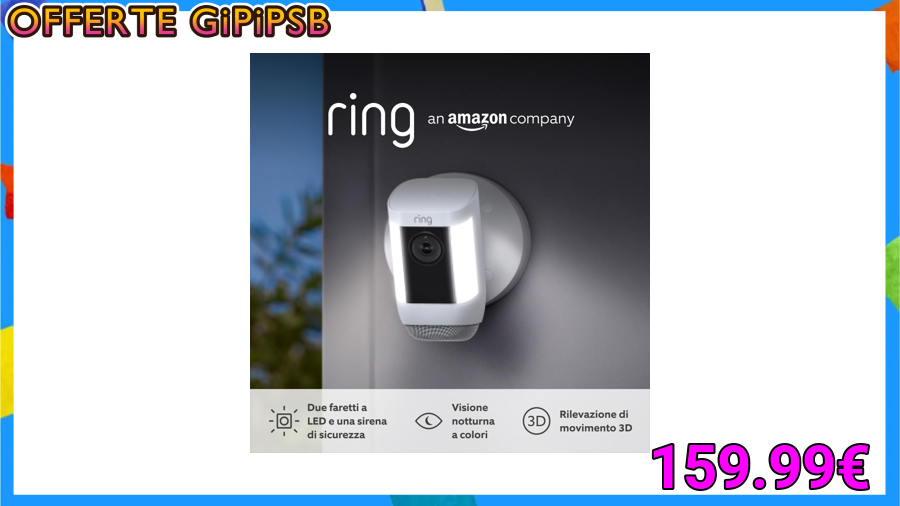 OFFERTE GiPiPSB
ring an amazon company
ring
Due faretti a
LED e una sirena
di sicurezza
Visione
notturna
a colori
3D
Rilevazione di
movimento 3D
159.99€